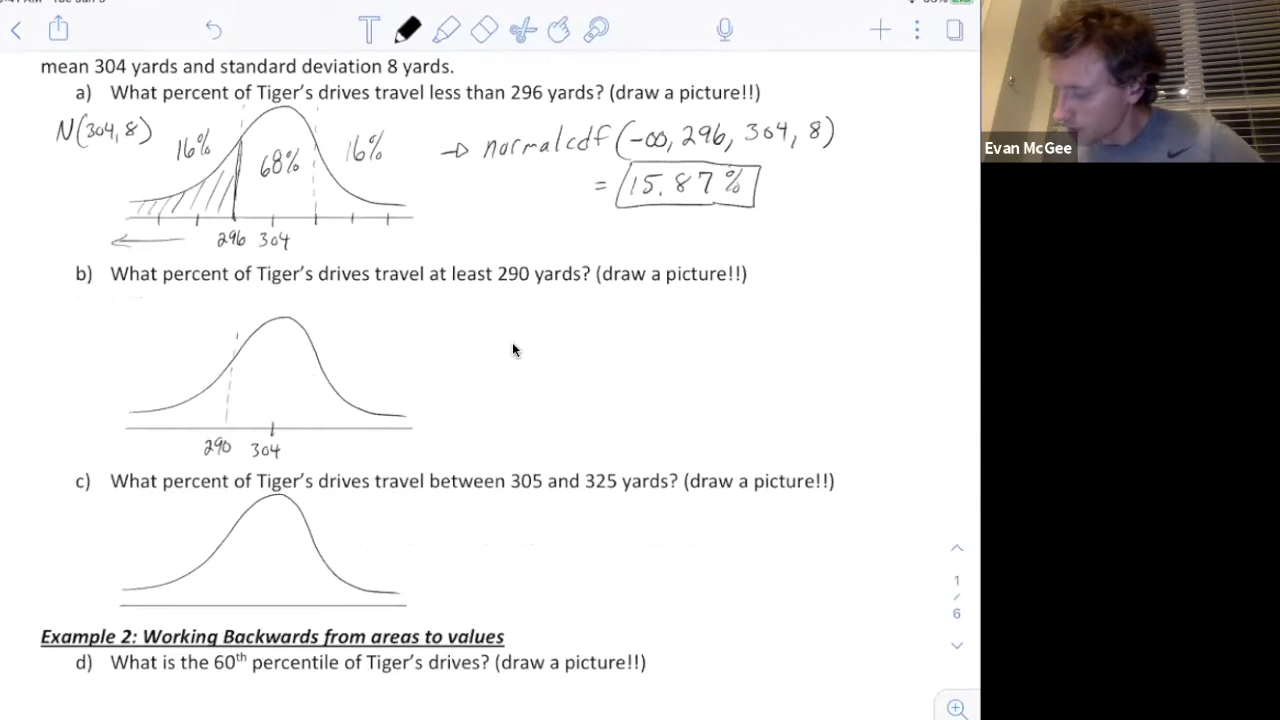 mean 304 yards and standard deviation 8 yards.
a) What percent of Tiger's drives travel less than 296 yards? (draw a picture!!)
N(304, 8)
16%
68%
16%
→ normalcdf (-∞, 296, 304, 8)
= 15.87%
296 304
b) What percent of Tiger's drives travel at least 290 yards? (draw a picture!!)
290 304
c) What percent of Tiger's drives travel between 305 and 325 yards? (draw a picture!!)
Example 2: Working Backwards from areas to values
d) What is the 60th percentile of Tiger's drives? (draw a picture!!)
1
/
6
Evan McGee